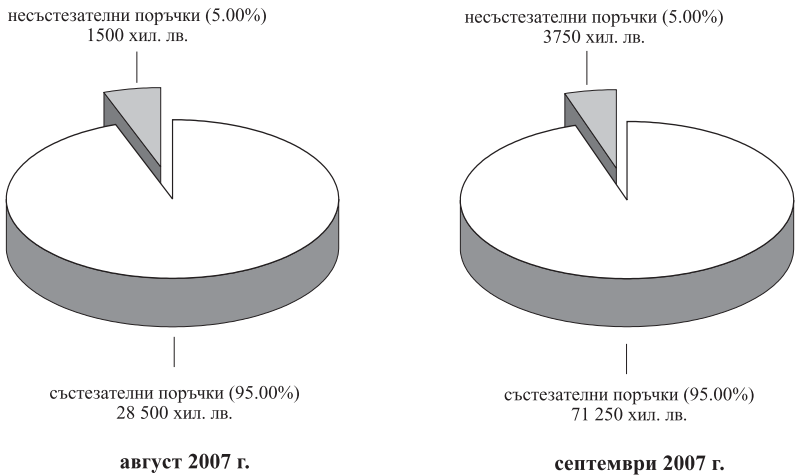 несъстезателни поръчки (5.00%)
1500 хил. лв.
състезателни поръчки (95.00%)
28 500 хил. лв.
август 2007 г.
несъстезателни поръчки (5.00%)
3750 хил. лв.
състезателни поръчки (95.00%)
71 250 хил. лв.
септември 2007 г.